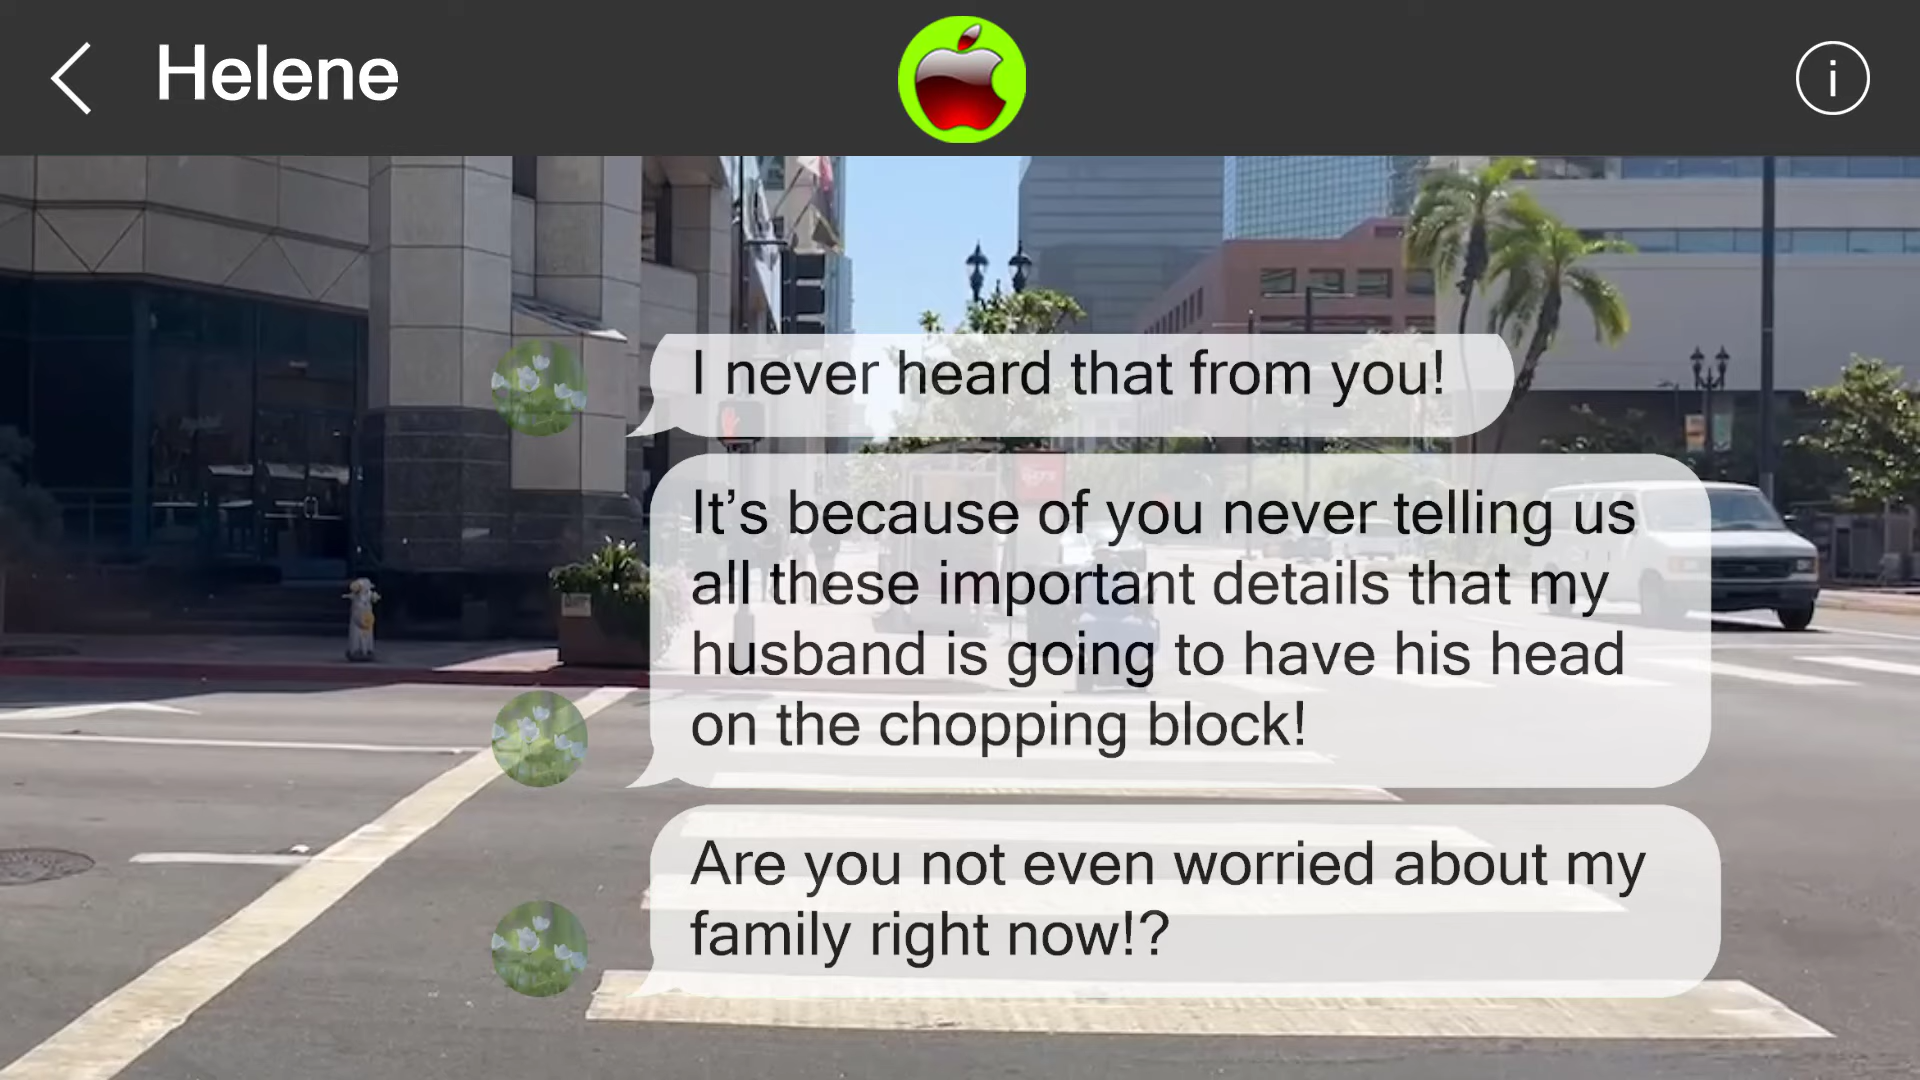 Helene
I never heard that from you!
It’s because of you never telling us
all these important details that my
husband is going to have his head
on the chopping block!
Are you not even worried about my
family right now!?